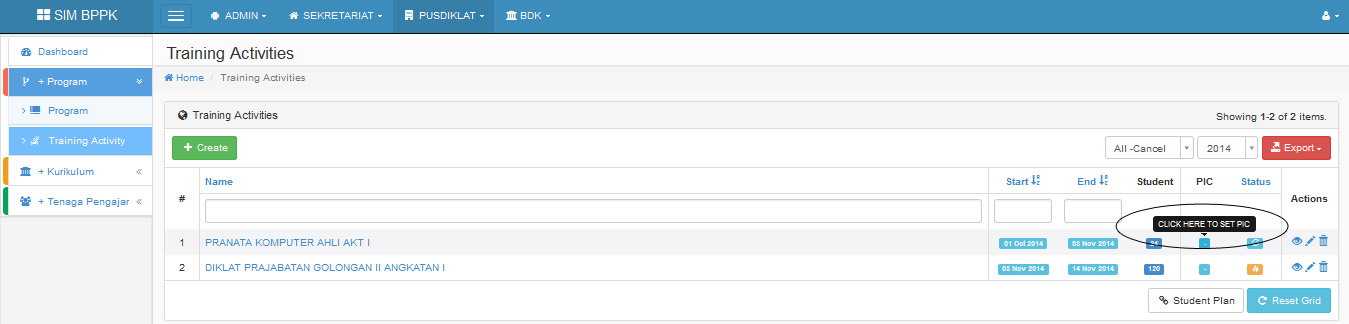 SIM BPPK
ADMIN
SEKRETARIAT
PUSDIKLAT
BDK
Dashboard
+ Program
Program
Training Activity
+ Kurikulum
+ Tenaga Pengajar
Training Activities
Home / Training Activities
Training Activities
Showing 1-2 of 2 items.
+ Create
All -Cancel
2014
Export
# Name Start End Student PIC Status Actions
CLICK HERE TO SET PIC
1 PRANATA KOMPUTER AHLI AKT I 01 Oct 2014 03 Nov 2014 24 -
2 DIKLAT PRAJABATAN GOLONGAN II ANGKATAN I 03 Nov 2014 14 Nov 2014 120 -
Student Plan
Reset Grid